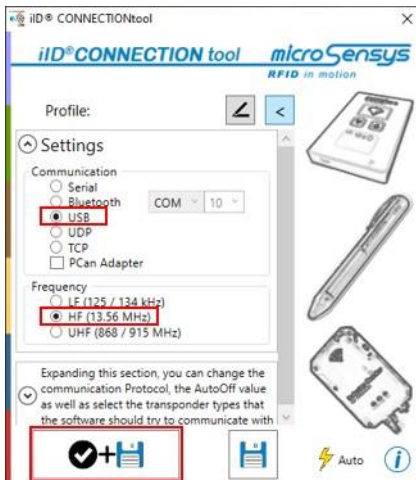 iID® CONNECTIONtool
iID®CONNECTION tool
microSensys
RFID in motion
Profile:
<
Settings
Communication
Serial
Bluetooth
COM
10
USB
UDP
TCP
PCan Adapter
Frequency
LF (125 / 134 kHz)
HF (13.56 MHz)
UHF (868 / 915 MHz)
Expanding this section, you can change the
communication Protocol, the AutoOff value
as well as select the transponder types that
the software should try to communicate with
+
Auto
i